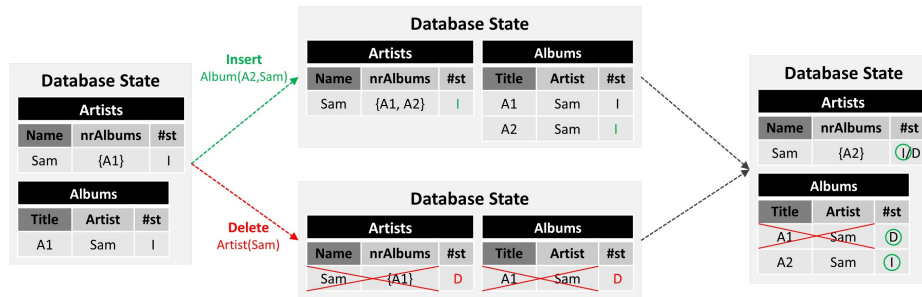 Database State
Artists
Name nrAlbums #st
Sam {A1} I
Albums
Title Artist #st
A1 Sam I
Insert
Album(A2,Sam)
Delete
Artist(Sam)
Database State
Artists
Name nrAlbums #st
Sam {A1, A2} I
Albums
Title Artist #st
A1 Sam I
A2 Sam I
Database State
Artists
Name nrAlbums #st
Sam {A1} D
Albums
Title Artist #st
A1 Sam D
Database State
Artists
Name nrAlbums #st
Sam {A2} I/D
Albums
Title Artist #st
A1 Sam D
A2 Sam I